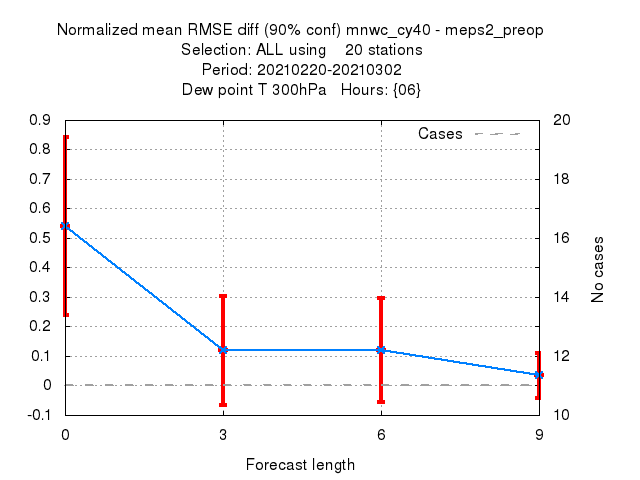 Normalized mean RMSE diff (90% conf) mnwc_cy40 - meps2_preop
Selection: ALL using 20 stations
Period: 20210220-20210302
Dew point T 300hPa Hours: {06}
Cases
0.9
0.8
0.7
0.6
0.5
0.4
0.3
0.2
0.1
0
-0.1
20
18
16
14
12
10
No cases
0 3 6 9
Forecast length